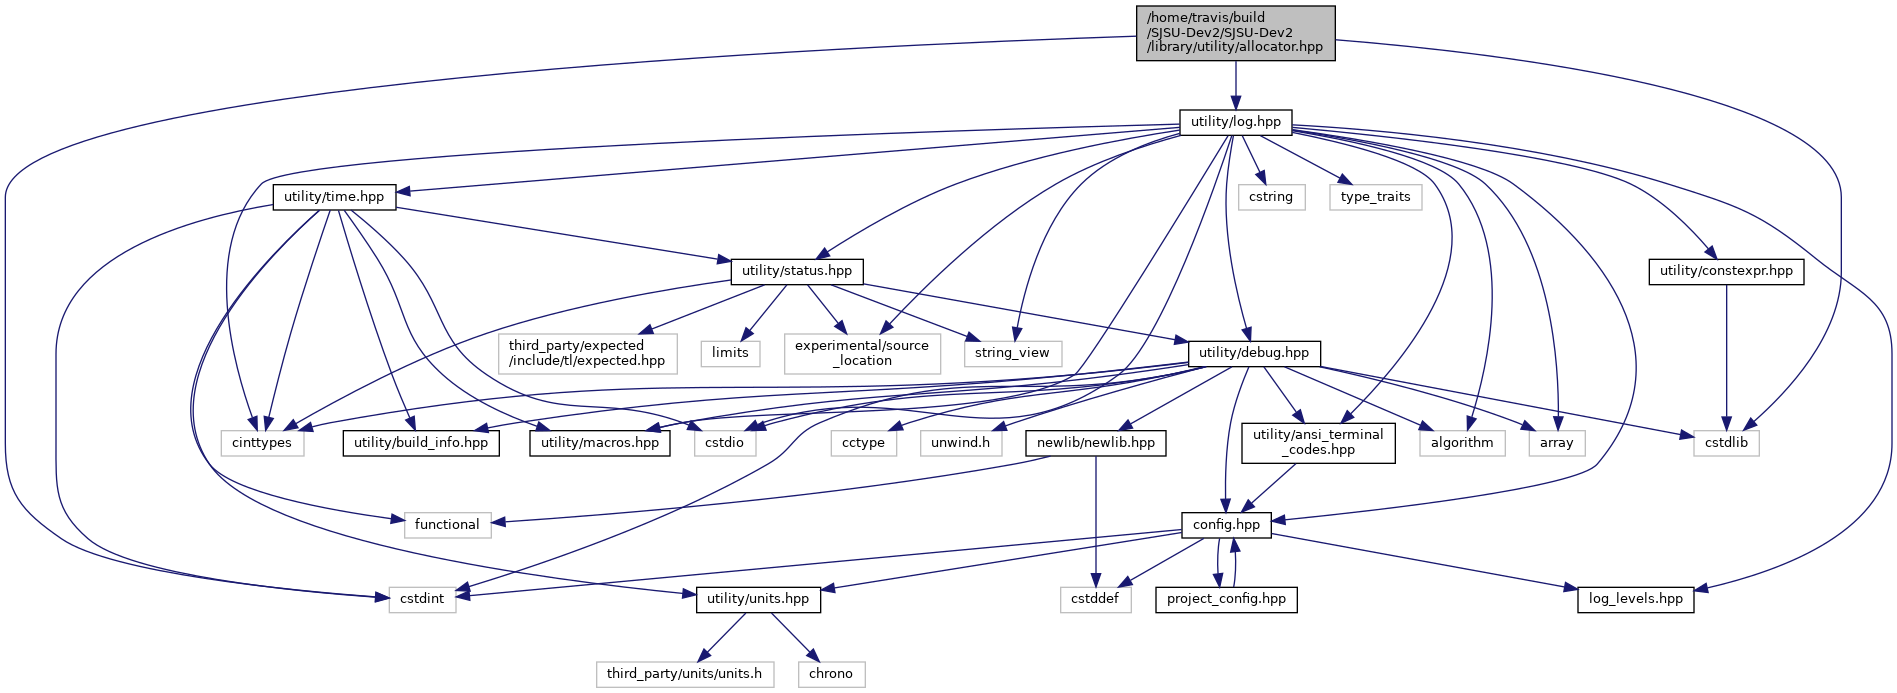 /home/travis/build
/SJSU-Dev2/SJSU-Dev2
/library/utility/allocator.hpp
utility/log.hpp
utility/time.hpp
cstring
type_traits
utility/status.hpp
utility/constexpr.hpp
third_party/expected
/include/tl/expected.hpp
limits
experimental/source
_location
string_view
utility/debug.hpp
cinttypes
utility/build_info.hpp
utility/macros.hpp
cstdio
cctype
unwind.h
newlib/newlib.hpp
utility/ansi_terminal
_codes.hpp
algorithm
array
cstdlib
functional
config.hpp
cstdint
utility/units.hpp
cstddef
project_config.hpp
log_levels.hpp
third_party/units/units.h
chrono